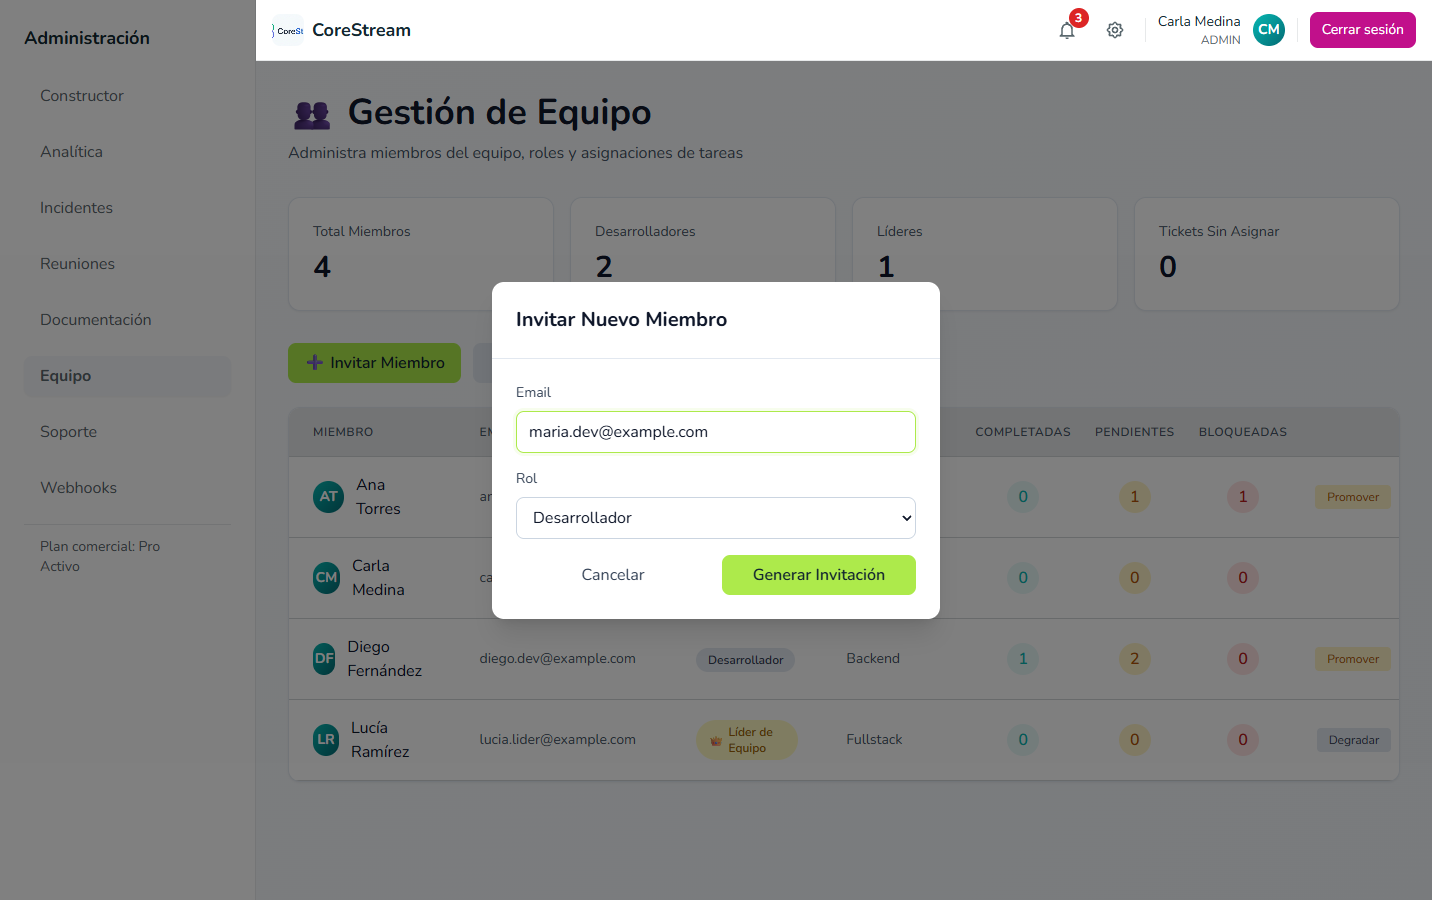 Administración
Constructor
Analítica
Incidentes
Reuniones
Documentación
Equipo
Soporte
Webhooks
Plan comercial: Pro
Activo
CoreSt
CoreStream
3
Carla Medina
ADMIN
CM
Cerrar sesión
Gestión de Equipo
Administra miembros del equipo, roles y asignaciones de tareas
Total Miembros
4
Desarrolladores
2
Líderes
1
Tickets Sin Asignar
0
Invitar Miembro
Invitar Nuevo Miembro
Email
maria.dev@example.com
Rol
Desarrollador
Cancelar
Generar Invitación
MIEMBRO
COMPLETADAS
PENDIENTES
BLOQUEADAS
AT
Ana
Torres
0
1
1
Promover
CM
Carla
Medina
0
0
0
DF
Diego
Fernández
diego.dev@example.com
Desarrollador
Backend
1
2
0
Promover
LR
Lucía
Ramírez
lucia.lider@example.com
Líder de
Equipo
Fullstack
0
0
0
Degradar